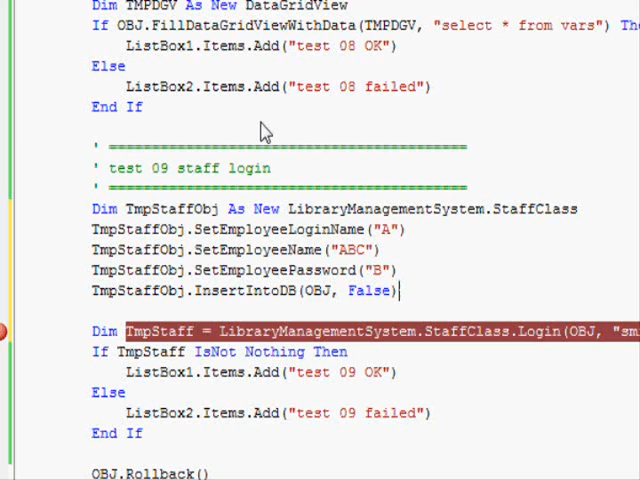 Dim TMPDGV As New DataGridView
If OBJ.FillDataGridViewWithData(TMPDGV, "select * from vars") The
ListBox1.Items.Add("test 08 OK")
Else
ListBox2.Items.Add("test 08 failed")
End If
' ==========================================
' test 09 staff login
' ==========================================
Dim TmpStaffObj As New LibraryManagementSystem.StaffClass
TmpStaffObj.SetEmployeeLoginName("A")
TmpStaffObj.SetEmployeeName("ABC")
TmpStaffObj.SetEmployeePassword("B")
TmpStaffObj.InsertIntoDB(OBJ, False)
Dim TmpStaff = LibraryManagementSystem.StaffClass.Login(OBJ, "sm
If TmpStaff IsNot Nothing Then
ListBox1.Items.Add("test 09 OK")
Else
ListBox2.Items.Add("test 09 failed")
End If
OBJ.Rollback()